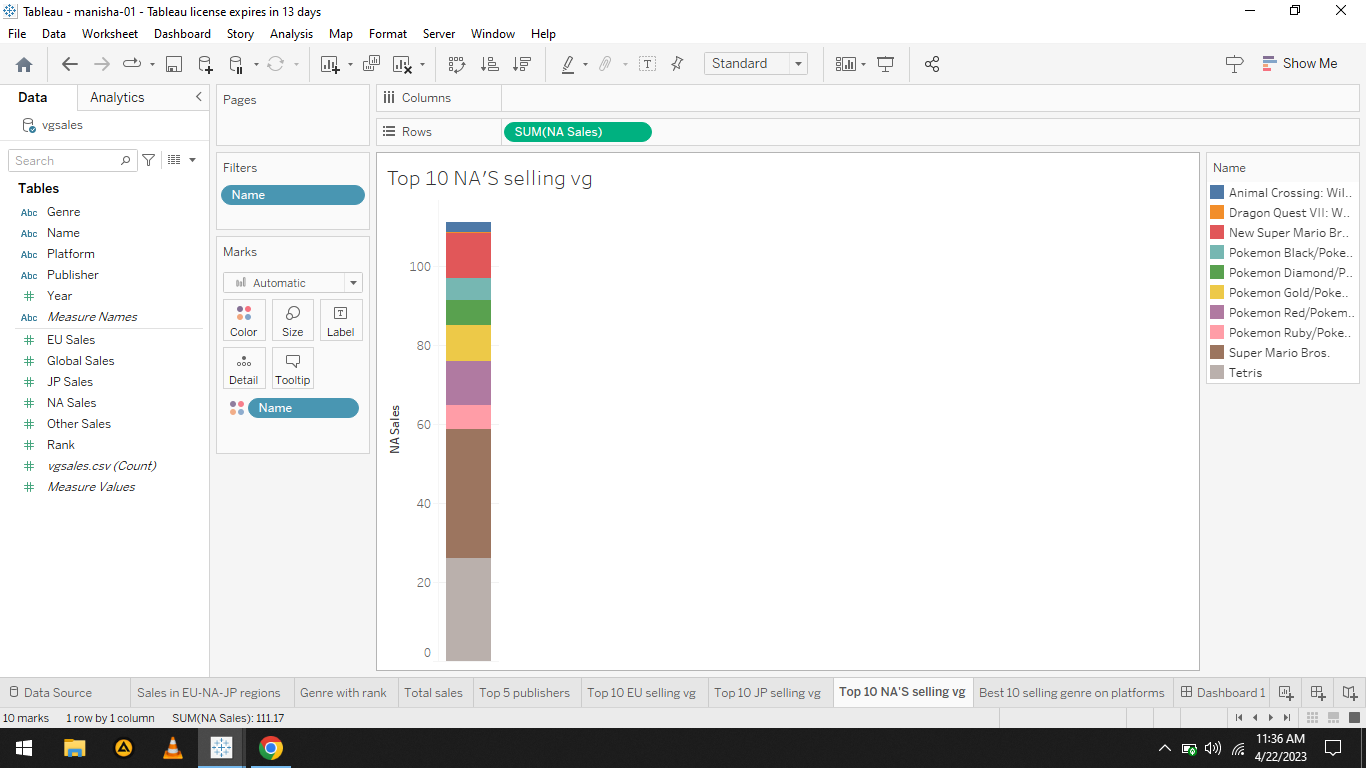 Tableau - manisha-01 - Tableau license expires in 13 days
File Data Worksheet Dashboard Story Analysis Map Format Server Window Help
Standard
Show Me
Data Analytics
vgsales
Search
Tables
Abc Genre
Abc Name
Abc Platform
Abc Publisher
Year
Abc Measure Names
EU Sales
Global Sales
JP Sales
NA Sales
Other Sales
Rank
vgsales.csv (Count)
Measure Values
Pages
Filters
Name
Marks
Automatic
Color Size Label
Detail Tooltip
Name
Columns
Rows SUM(NA Sales)
Top 10 NA'S selling vg
NA Sales
100
80
60
40
20
0
Name
Animal Crossing: Wil..
Dragon Quest VII: W..
New Super Mario Br..
Pokemon Black/Poke..
Pokemon Diamond/P..
Pokemon Gold/Poke..
Pokemon Red/Pokem..
Pokemon Ruby/Poke..
Super Mario Bros.
Tetris
Data Source Sales in EU-NA-JP regions Genre with rank Total sales Top 5 publishers Top 10 EU selling vg Top 10 JP selling vg Top 10 NA'S selling vg Best 10 selling genre on platforms Dashboard 1
10 marks 1 row by 1 column SUM(NA Sales): 111.17
11:36 AM
4/22/2023